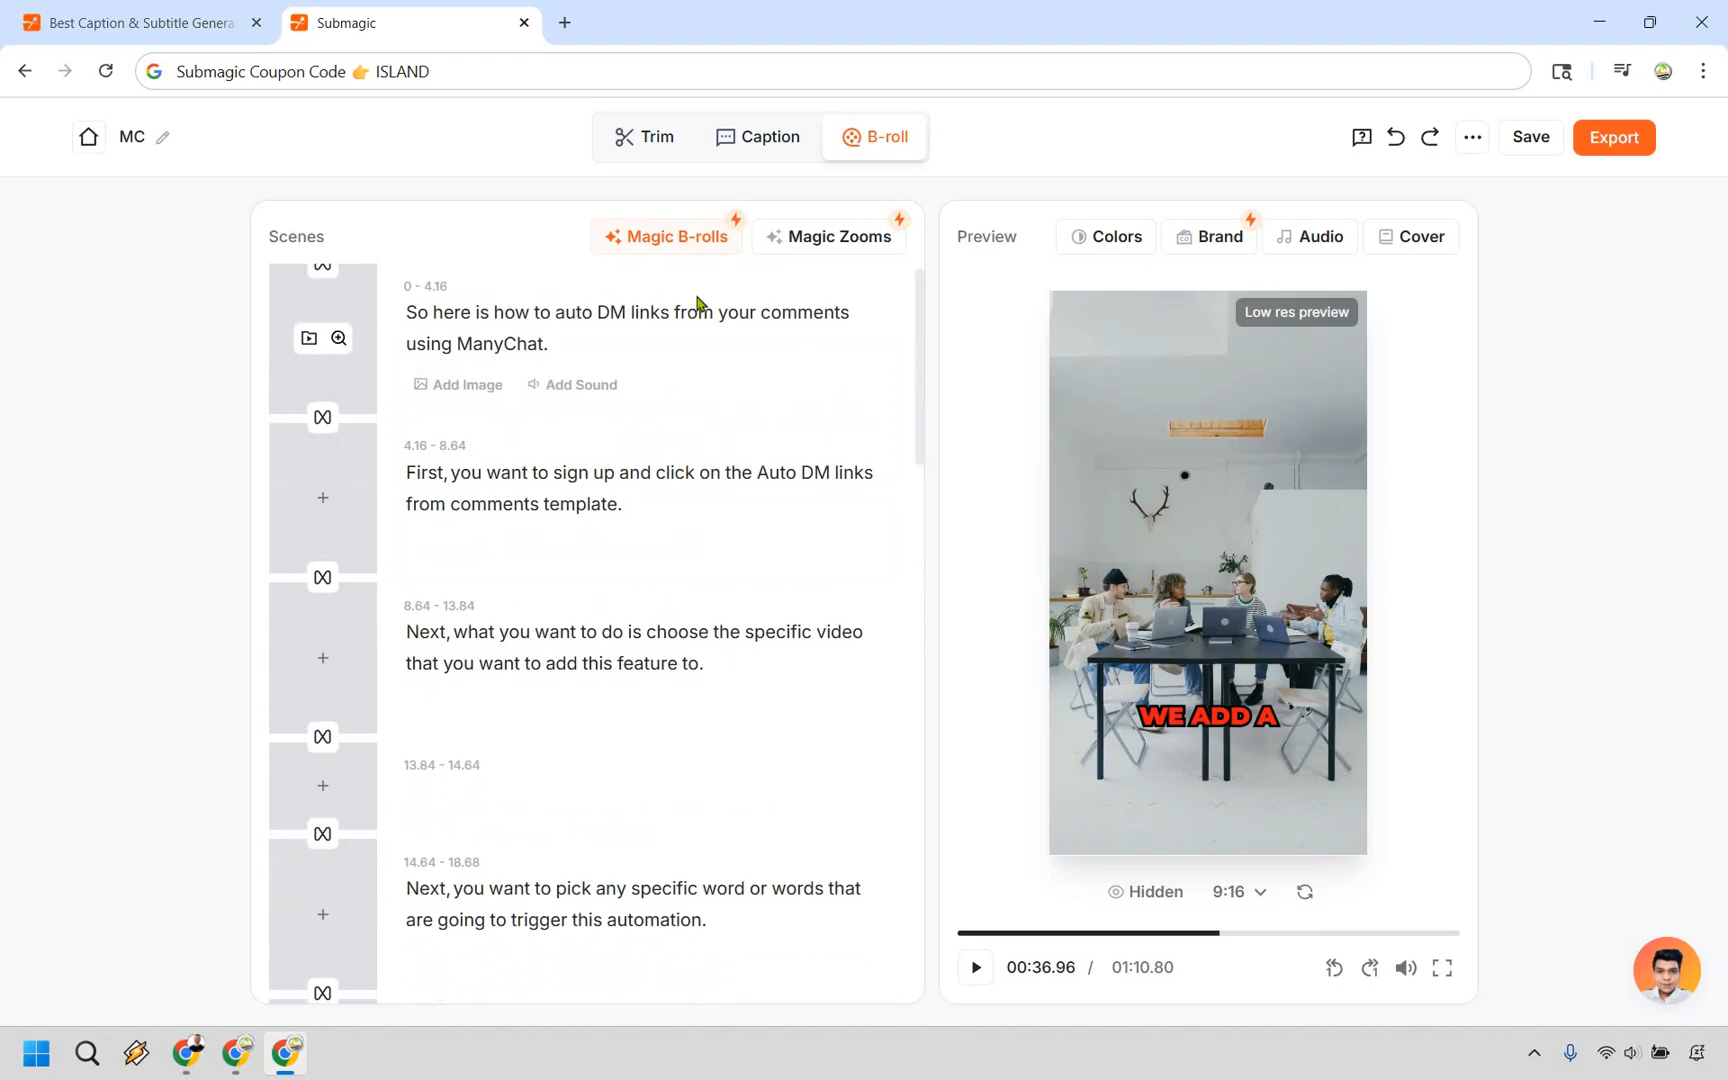 Best Caption & Subtitle Genera
Submagic
Submagic Coupon Code 👉 ISLAND
MC
Trim
Caption
B-roll
Save
Export
Scenes
Magic B-rolls
Magic Zooms
0 - 4.16
So here is how to auto DM links from your comments
using ManyChat.
Add Image
Add Sound
4.16 - 8.64
First, you want to sign up and click on the Auto DM links
from comments template.
8.64 - 13.84
Next, what you want to do is choose the specific video
that you want to add this feature to.
13.84 - 14.64
14.64 - 18.68
Next, you want to pick any specific word or words that
are going to trigger this automation.
Preview
Colors
Brand
Audio
Cover
Low res preview
WE ADD A
Hidden
9:16
00:36.96 / 01:10.80